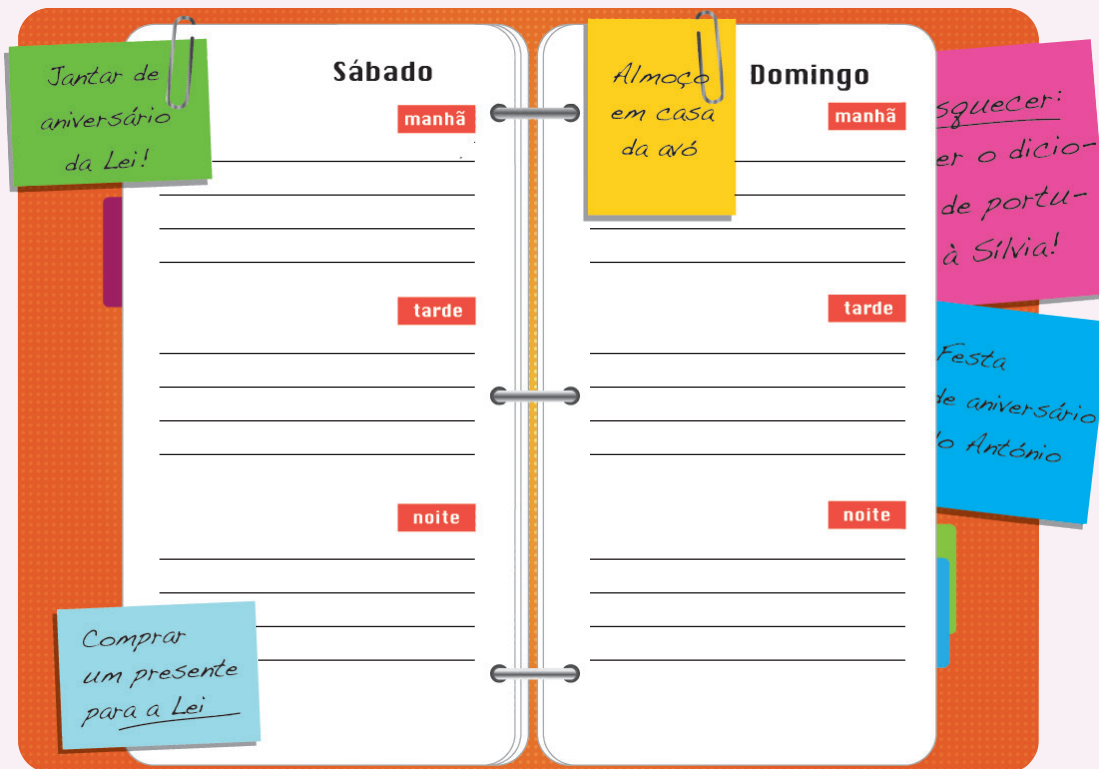 Jantar de
aniversário
da Lei!
Sábado
manhã
tarde
noite
Comprar
um presente
para a Lei
Almoço
em casa
da avó
Domingo
manhã
tarde
noite
squecer:
er o dicio-
de portu-
à Sílvia!
Festa
de aniversário
do António